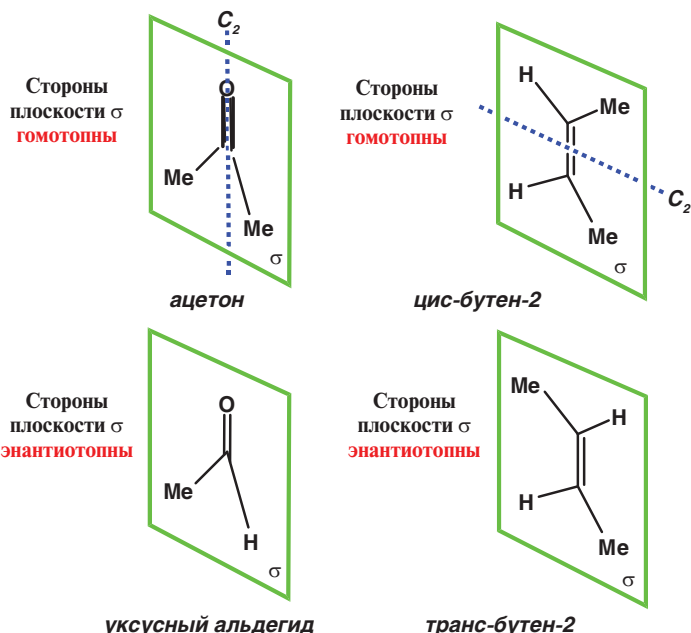 C2
Стороны
плоскости σ
гомотопны
O
Me
Me
σ
ацетон
Стороны
плоскости σ
гомотопны
H
Me
H
C2
Me
σ
цис-бутен-2
Стороны
плоскости σ
энантиотопны
O
Me
H
σ
уксусный альдегид
Стороны
плоскости σ
энантиотопны
Me
H
H
Me
σ
транс-бутен-2